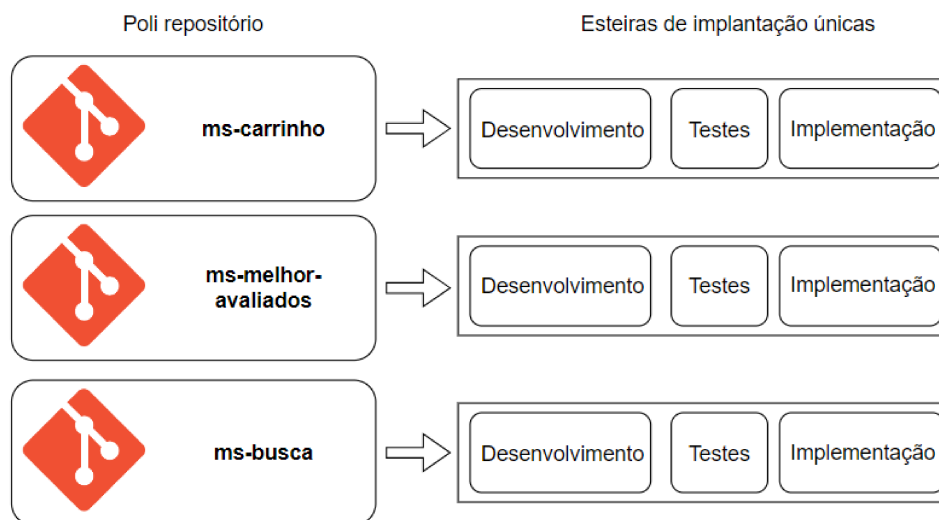 Poli repositório
Esteiras de implantação únicas
ms-carrinho
Desenvolvimento
Testes
Implementação
ms-melhor-
avaliados
Desenvolvimento
Testes
Implementação
ms-busca
Desenvolvimento
Testes
Implementação